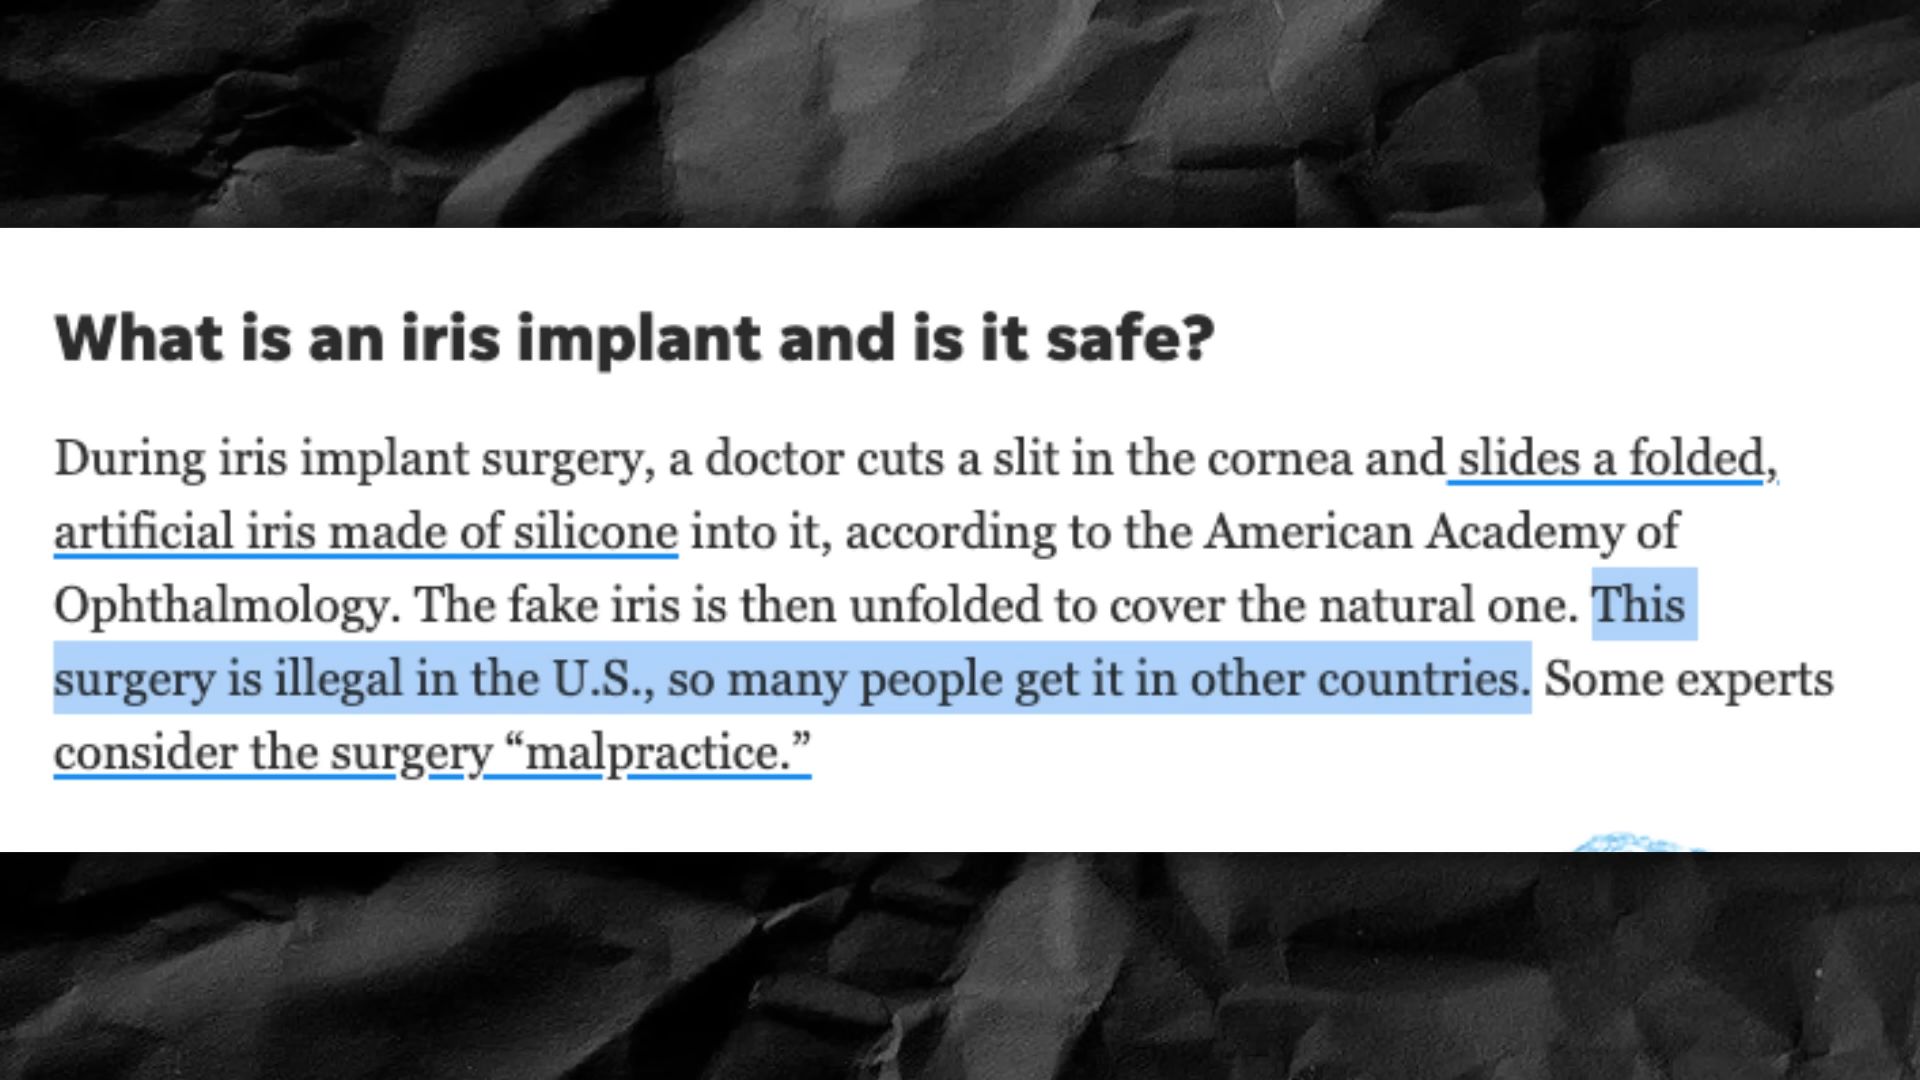 What is an iris implant and is it safe?
During iris implant surgery, a doctor cuts a slit in the cornea and slides a folded,
artificial iris made of silicone into it, according to the American Academy of
Ophthalmology. The fake iris is then unfolded to cover the natural one. This
surgery is illegal in the U.S., so many people get it in other countries. Some experts
consider the surgery “malpractice.”